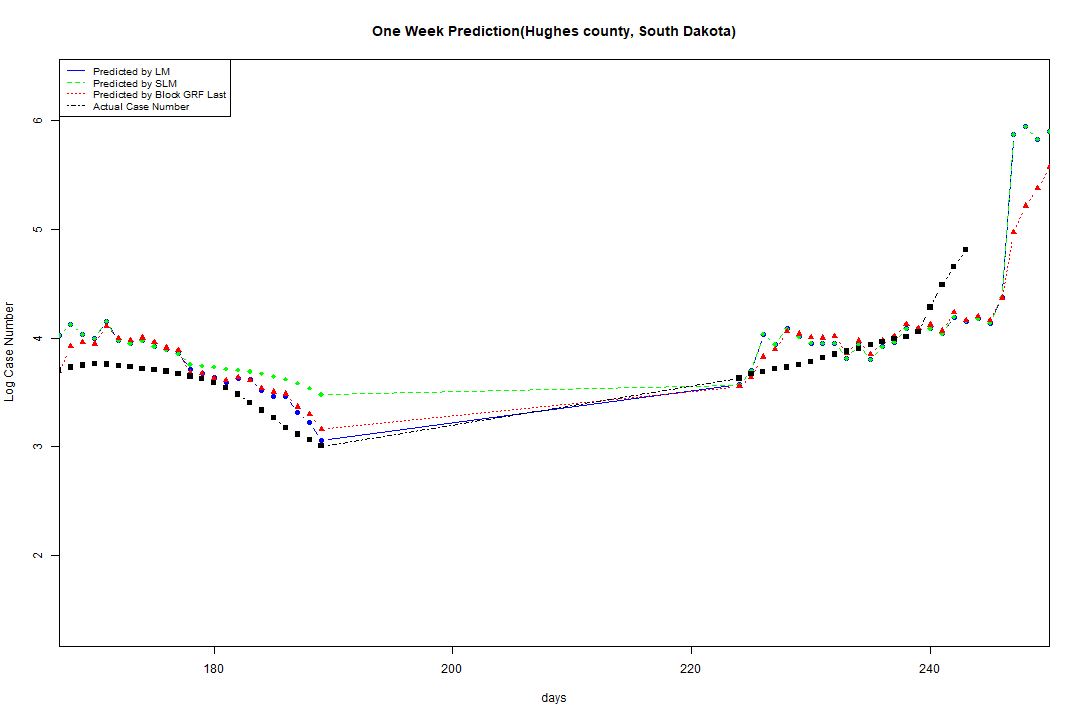 One Week Prediction(Hughes county, South Dakota)
Predicted by LM
Predicted by SLM
Predicted by Block GRF Last
Actual Case Number
Log Case Number
6
5
4
3
2
180
200
220
240
days